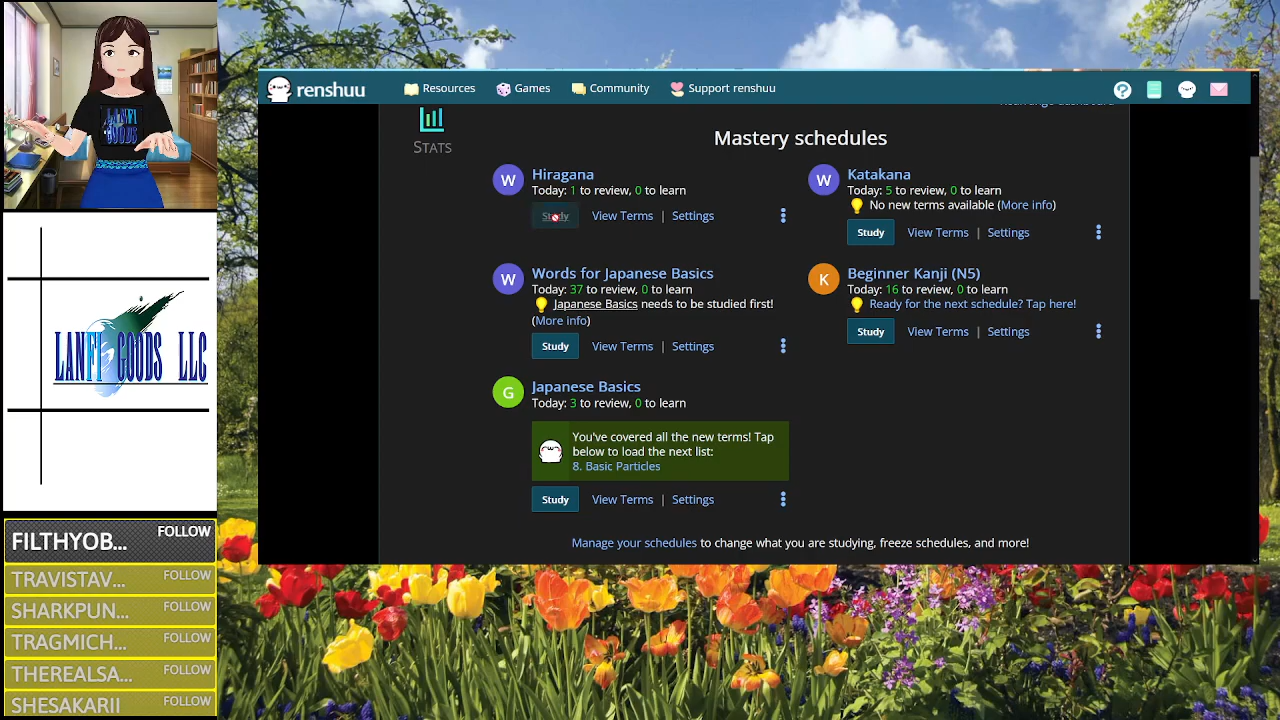 LANFI
GOODS
LANFI GOODS LLC
FILTHYOB... FOLLOW
TRAVISTAV... FOLLOW
SHARKPUN... FOLLOW
TRAGMICH... FOLLOW
THEREALSA... FOLLOW
SHESAKARII FOLLOW
renshuu Resources Games Community Support renshuu
Rearrange dashboard
STATS
Mastery schedules
W Hiragana
Today: 1 to review, 0 to learn
Study View Terms | Settings
W Katakana
Today: 5 to review, 0 to learn
No new terms available (More info)
Study View Terms | Settings
W Words for Japanese Basics
Today: 37 to review, 0 to learn
Japanese Basics needs to be studied first!
(More info)
Study View Terms | Settings
K Beginner Kanji (N5)
Today: 16 to review, 0 to learn
Ready for the next schedule? Tap here!
Study View Terms | Settings
G Japanese Basics
Today: 3 to review, 0 to learn
You've covered all the new terms! Tap
below to load the next list:
8. Basic Particles
Study View Terms | Settings
Manage your schedules to change what you are studying, freeze schedules, and more!